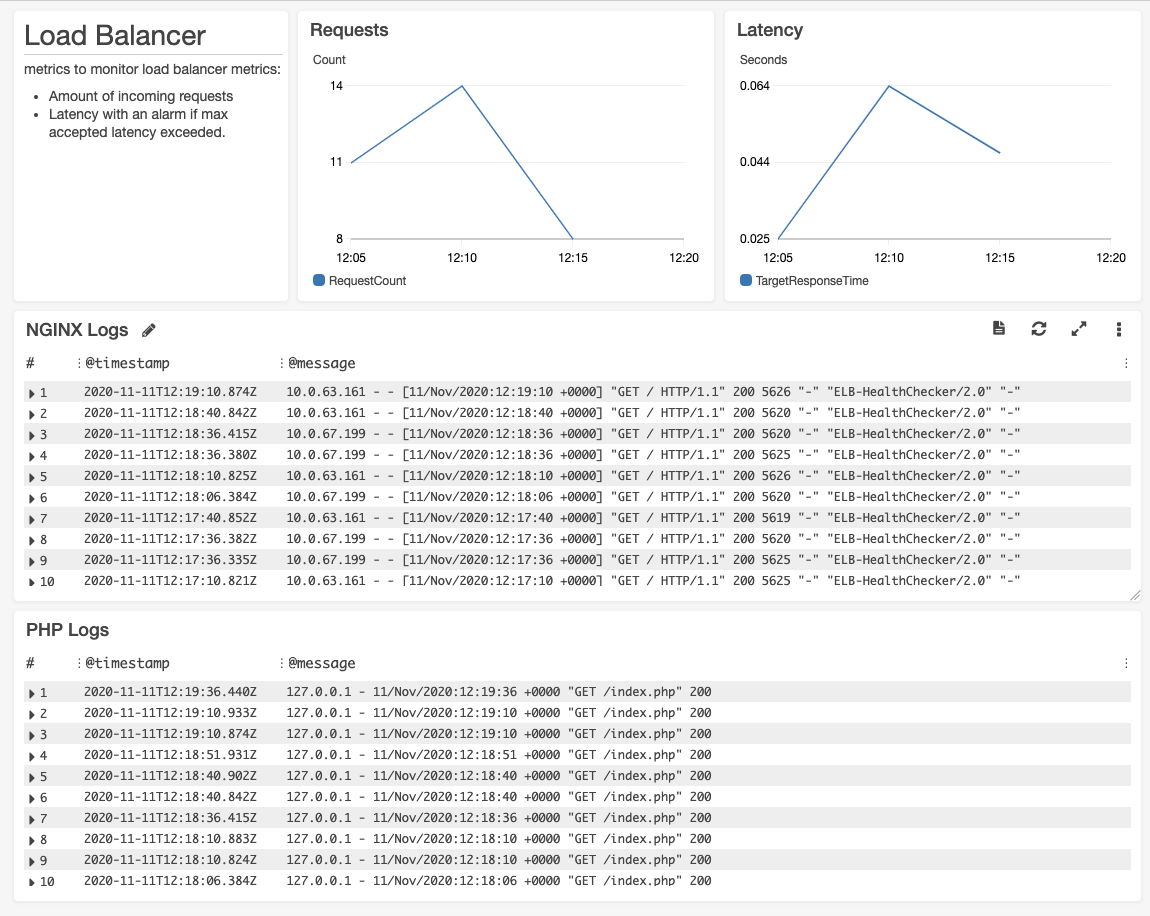 Load Balancer
metrics to monitor load balancer metrics:
• Amount of incoming requests
• Latency with an alarm if max
accepted latency exceeded.
Requests
Count
14
11
8
12:05 12:10 12:15 12:20
RequestCount
Latency
Seconds
0.064
0.044
0.025
12:05 12:10 12:15 12:20
TargetResponseTime
NGINX Logs
# @timestamp @message
1 2020-11-11T12:19:10.874Z 10.0.63.161 - - [11/Nov/2020:12:19:10 +0000] "GET / HTTP/1.1" 200 5626 "-" "ELB-HealthChecker/2.0" "-"
2 2020-11-11T12:18:40.842Z 10.0.63.161 - - [11/Nov/2020:12:18:40 +0000] "GET / HTTP/1.1" 200 5620 "-" "ELB-HealthChecker/2.0" "-"
3 2020-11-11T12:18:36.415Z 10.0.67.199 - - [11/Nov/2020:12:18:36 +0000] "GET / HTTP/1.1" 200 5620 "-" "ELB-HealthChecker/2.0" "-"
4 2020-11-11T12:18:36.380Z 10.0.67.199 - - [11/Nov/2020:12:18:36 +0000] "GET / HTTP/1.1" 200 5625 "-" "ELB-HealthChecker/2.0" "-"
5 2020-11-11T12:18:10.825Z 10.0.63.161 - - [11/Nov/2020:12:18:10 +0000] "GET / HTTP/1.1" 200 5626 "-" "ELB-HealthChecker/2.0" "-"
6 2020-11-11T12:18:06.384Z 10.0.67.199 - - [11/Nov/2020:12:18:06 +0000] "GET / HTTP/1.1" 200 5620 "-" "ELB-HealthChecker/2.0" "-"
7 2020-11-11T12:17:40.852Z 10.0.63.161 - - [11/Nov/2020:12:17:40 +0000] "GET / HTTP/1.1" 200 5619 "-" "ELB-HealthChecker/2.0" "-"
8 2020-11-11T12:17:36.382Z 10.0.67.199 - - [11/Nov/2020:12:17:36 +0000] "GET / HTTP/1.1" 200 5620 "-" "ELB-HealthChecker/2.0" "-"
9 2020-11-11T12:17:36.335Z 10.0.67.199 - - [11/Nov/2020:12:17:36 +0000] "GET / HTTP/1.1" 200 5625 "-" "ELB-HealthChecker/2.0" "-"
10 2020-11-11T12:17:10.821Z 10.0.63.161 - - [11/Nov/2020:12:17:10 +0000] "GET / HTTP/1.1" 200 5625 "-" "ELB-HealthChecker/2.0" "-"
PHP Logs
# @timestamp @message
1 2020-11-11T12:19:36.440Z 127.0.0.1 - 11/Nov/2020:12:19:36 +0000 "GET /index.php" 200
2 2020-11-11T12:19:10.933Z 127.0.0.1 - 11/Nov/2020:12:19:10 +0000 "GET /index.php" 200
3 2020-11-11T12:19:10.874Z 127.0.0.1 - 11/Nov/2020:12:19:10 +0000 "GET /index.php" 200
4 2020-11-11T12:18:51.931Z 127.0.0.1 - 11/Nov/2020:12:18:51 +0000 "GET /index.php" 200
5 2020-11-11T12:18:40.902Z 127.0.0.1 - 11/Nov/2020:12:18:40 +0000 "GET /index.php" 200
6 2020-11-11T12:18:40.842Z 127.0.0.1 - 11/Nov/2020:12:18:40 +0000 "GET /index.php" 200
7 2020-11-11T12:18:36.415Z 127.0.0.1 - 11/Nov/2020:12:18:36 +0000 "GET /index.php" 200
8 2020-11-11T12:18:10.883Z 127.0.0.1 - 11/Nov/2020:12:18:10 +0000 "GET /index.php" 200
9 2020-11-11T12:18:10.824Z 127.0.0.1 - 11/Nov/2020:12:18:10 +0000 "GET /index.php" 200
10 2020-11-11T12:18:06.384Z 127.0.0.1 - 11/Nov/2020:12:18:06 +0000 "GET /index.php" 200